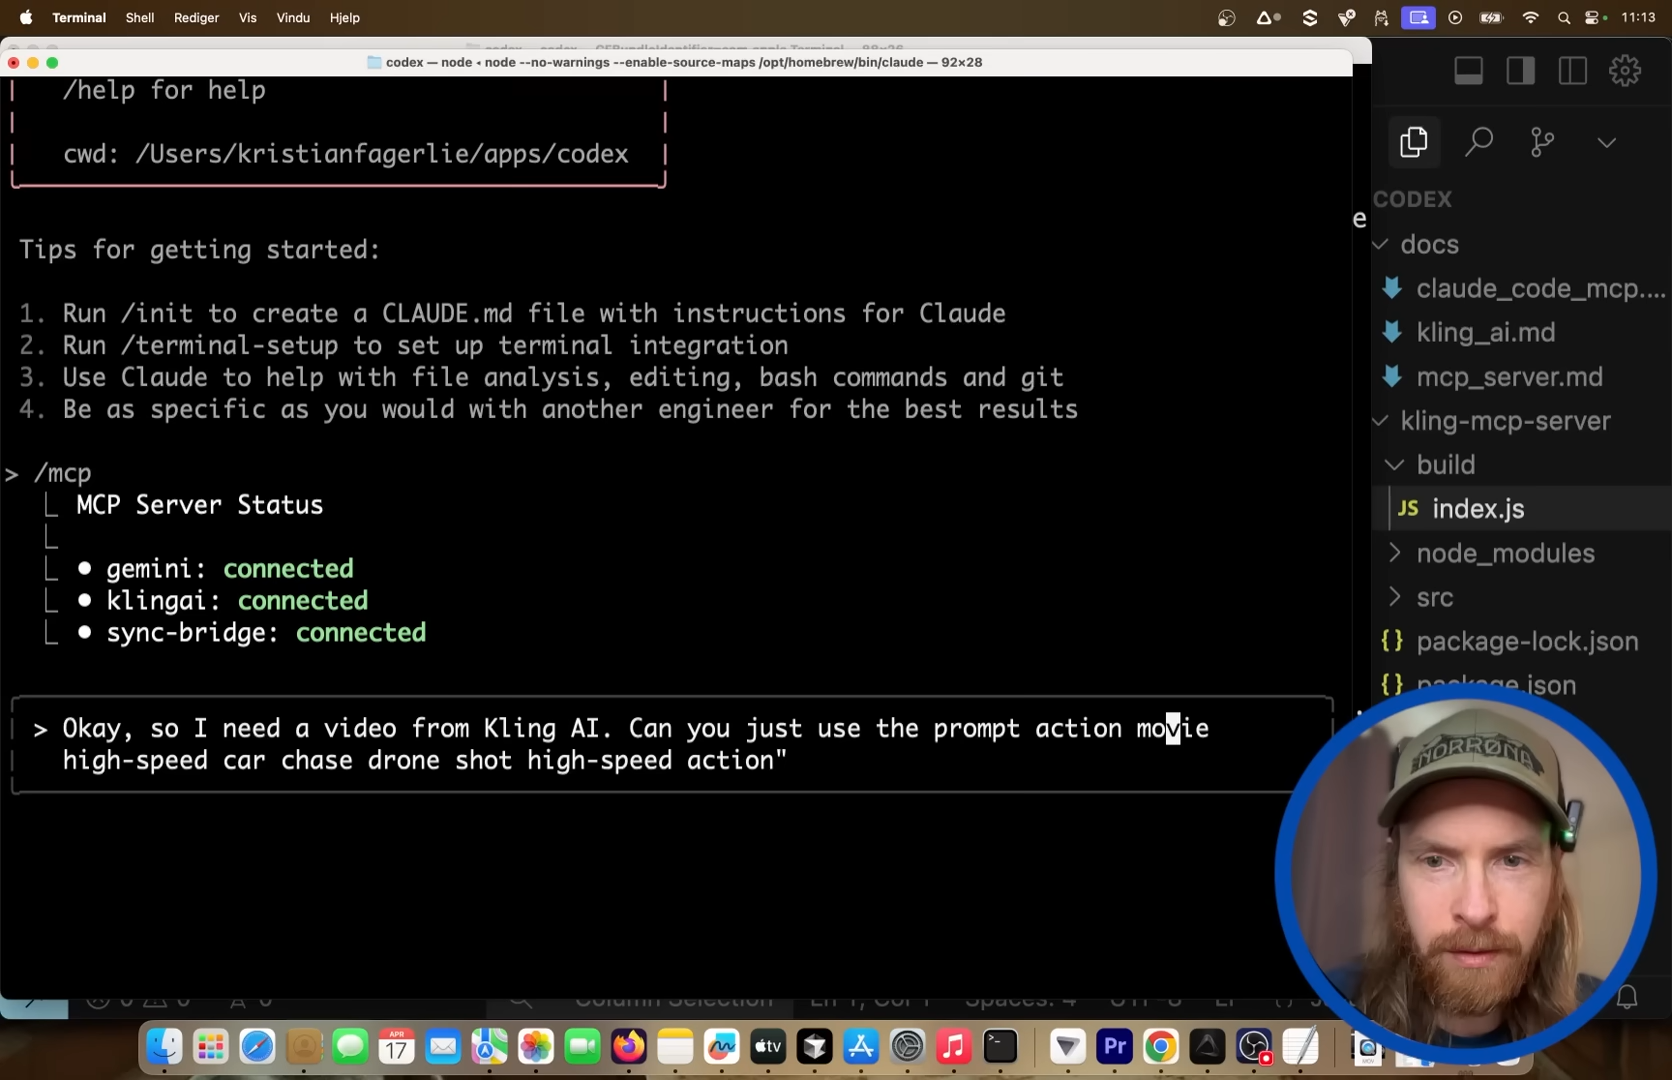 Terminal Shell Rediger Vis Vindu Hjelp 11:13
codex — node ◂ node --no-warnings --enable-source-maps /opt/homebrew/bin/claude — 92×28
/help for help
cwd: /Users/kristianfagerlie/apps/codex
Tips for getting started:
1. Run /init to create a CLAUDE.md file with instructions for Claude
2. Run /terminal-setup to set up terminal integration
3. Use Claude to help with file analysis, editing, bash commands and git
4. Be as specific as you would with another engineer for the best results
> /mcp
MCP Server Status
• gemini: connected
• klingai: connected
• sync-bridge: connected
> Okay, so I need a video from Kling AI. Can you just use the prompt action movie
high-speed car chase drone shot high-speed action"
e
CODEX
docs
claude_code_mcp....
kling_ai.md
mcp_server.md
kling-mcp-server
build
JS index.js
node_modules
src
{} package-lock.json
{} package.json
NORRØNA
APR
17
tv
Pr